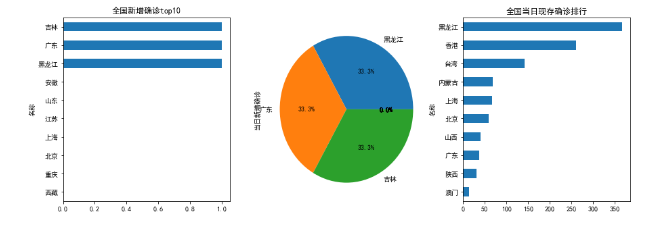 全国新增确诊top10
吉林
广东
黑龙江
安徽
山东
江苏
上海
北京
重庆
西藏
名称
0.0 0.2 0.4 0.6 0.8 1.0
黑龙江
33.3%
广东
33.3%
0.0%
当日新增确诊
33.3%
吉林
全国当日现存确诊排行
黑龙江
香港
台湾
内蒙古
上海
北京
山西
广东
陕西
澳门
名称
0 50 100 150 200 250 300 350